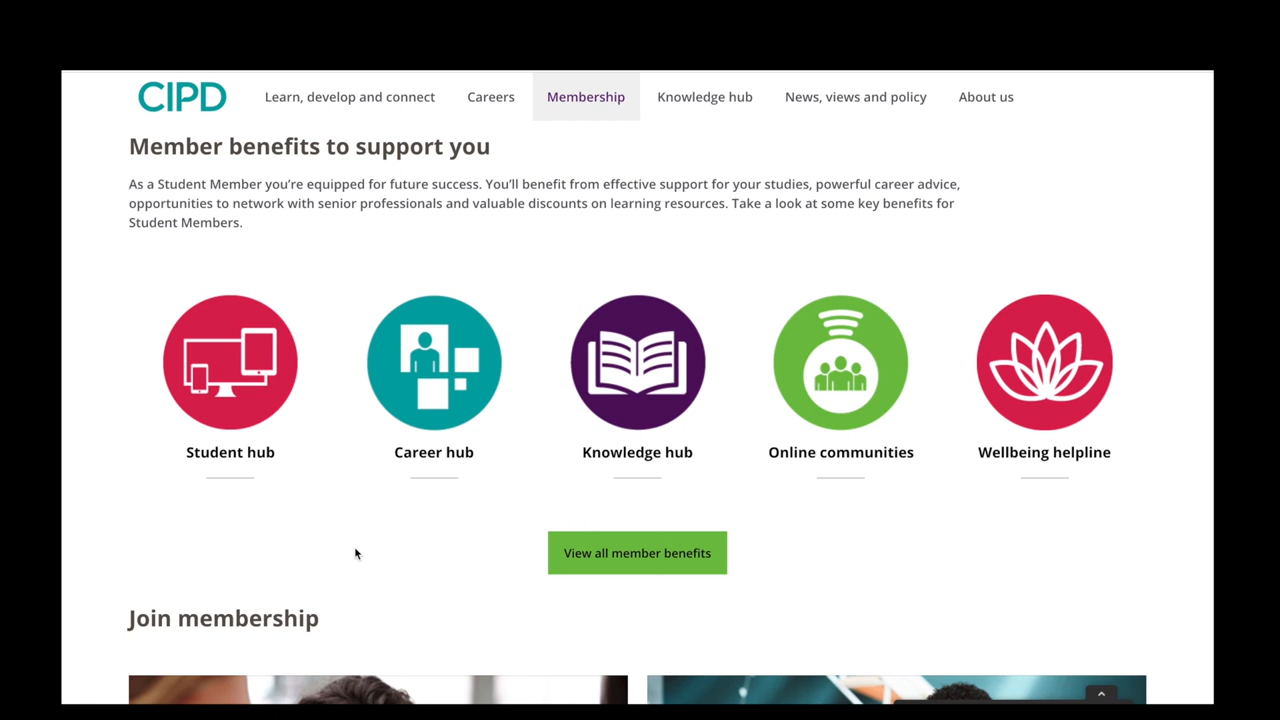 CIPD
Learn, develop and connect
Careers
Membership
Knowledge hub
News, views and policy
About us
Member benefits to support you
As a Student Member you’re equipped for future success. You’ll benefit from effective support for your studies, powerful career advice,
opportunities to network with senior professionals and valuable discounts on learning resources. Take a look at some key benefits for
Student Members.
Student hub
Career hub
Knowledge hub
Online communities
Wellbeing helpline
View all member benefits
Join membership